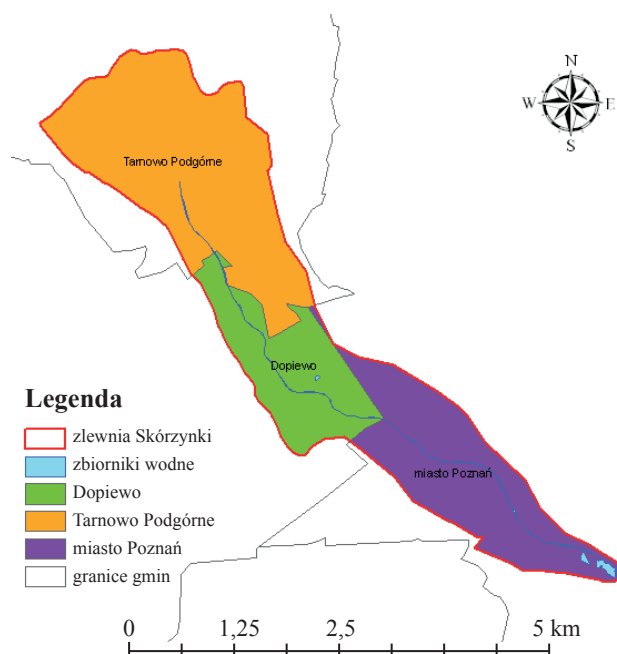 N
W E
S
Tarnowo Podgórne
Dopiewo
miasto Poznań
Legenda
zlewnia Skórzynki
zbiorniki wodne
Dopiewo
Tarnowo Podgórne
miasto Poznań
granice gmin
0 1,25 2,5 5 km